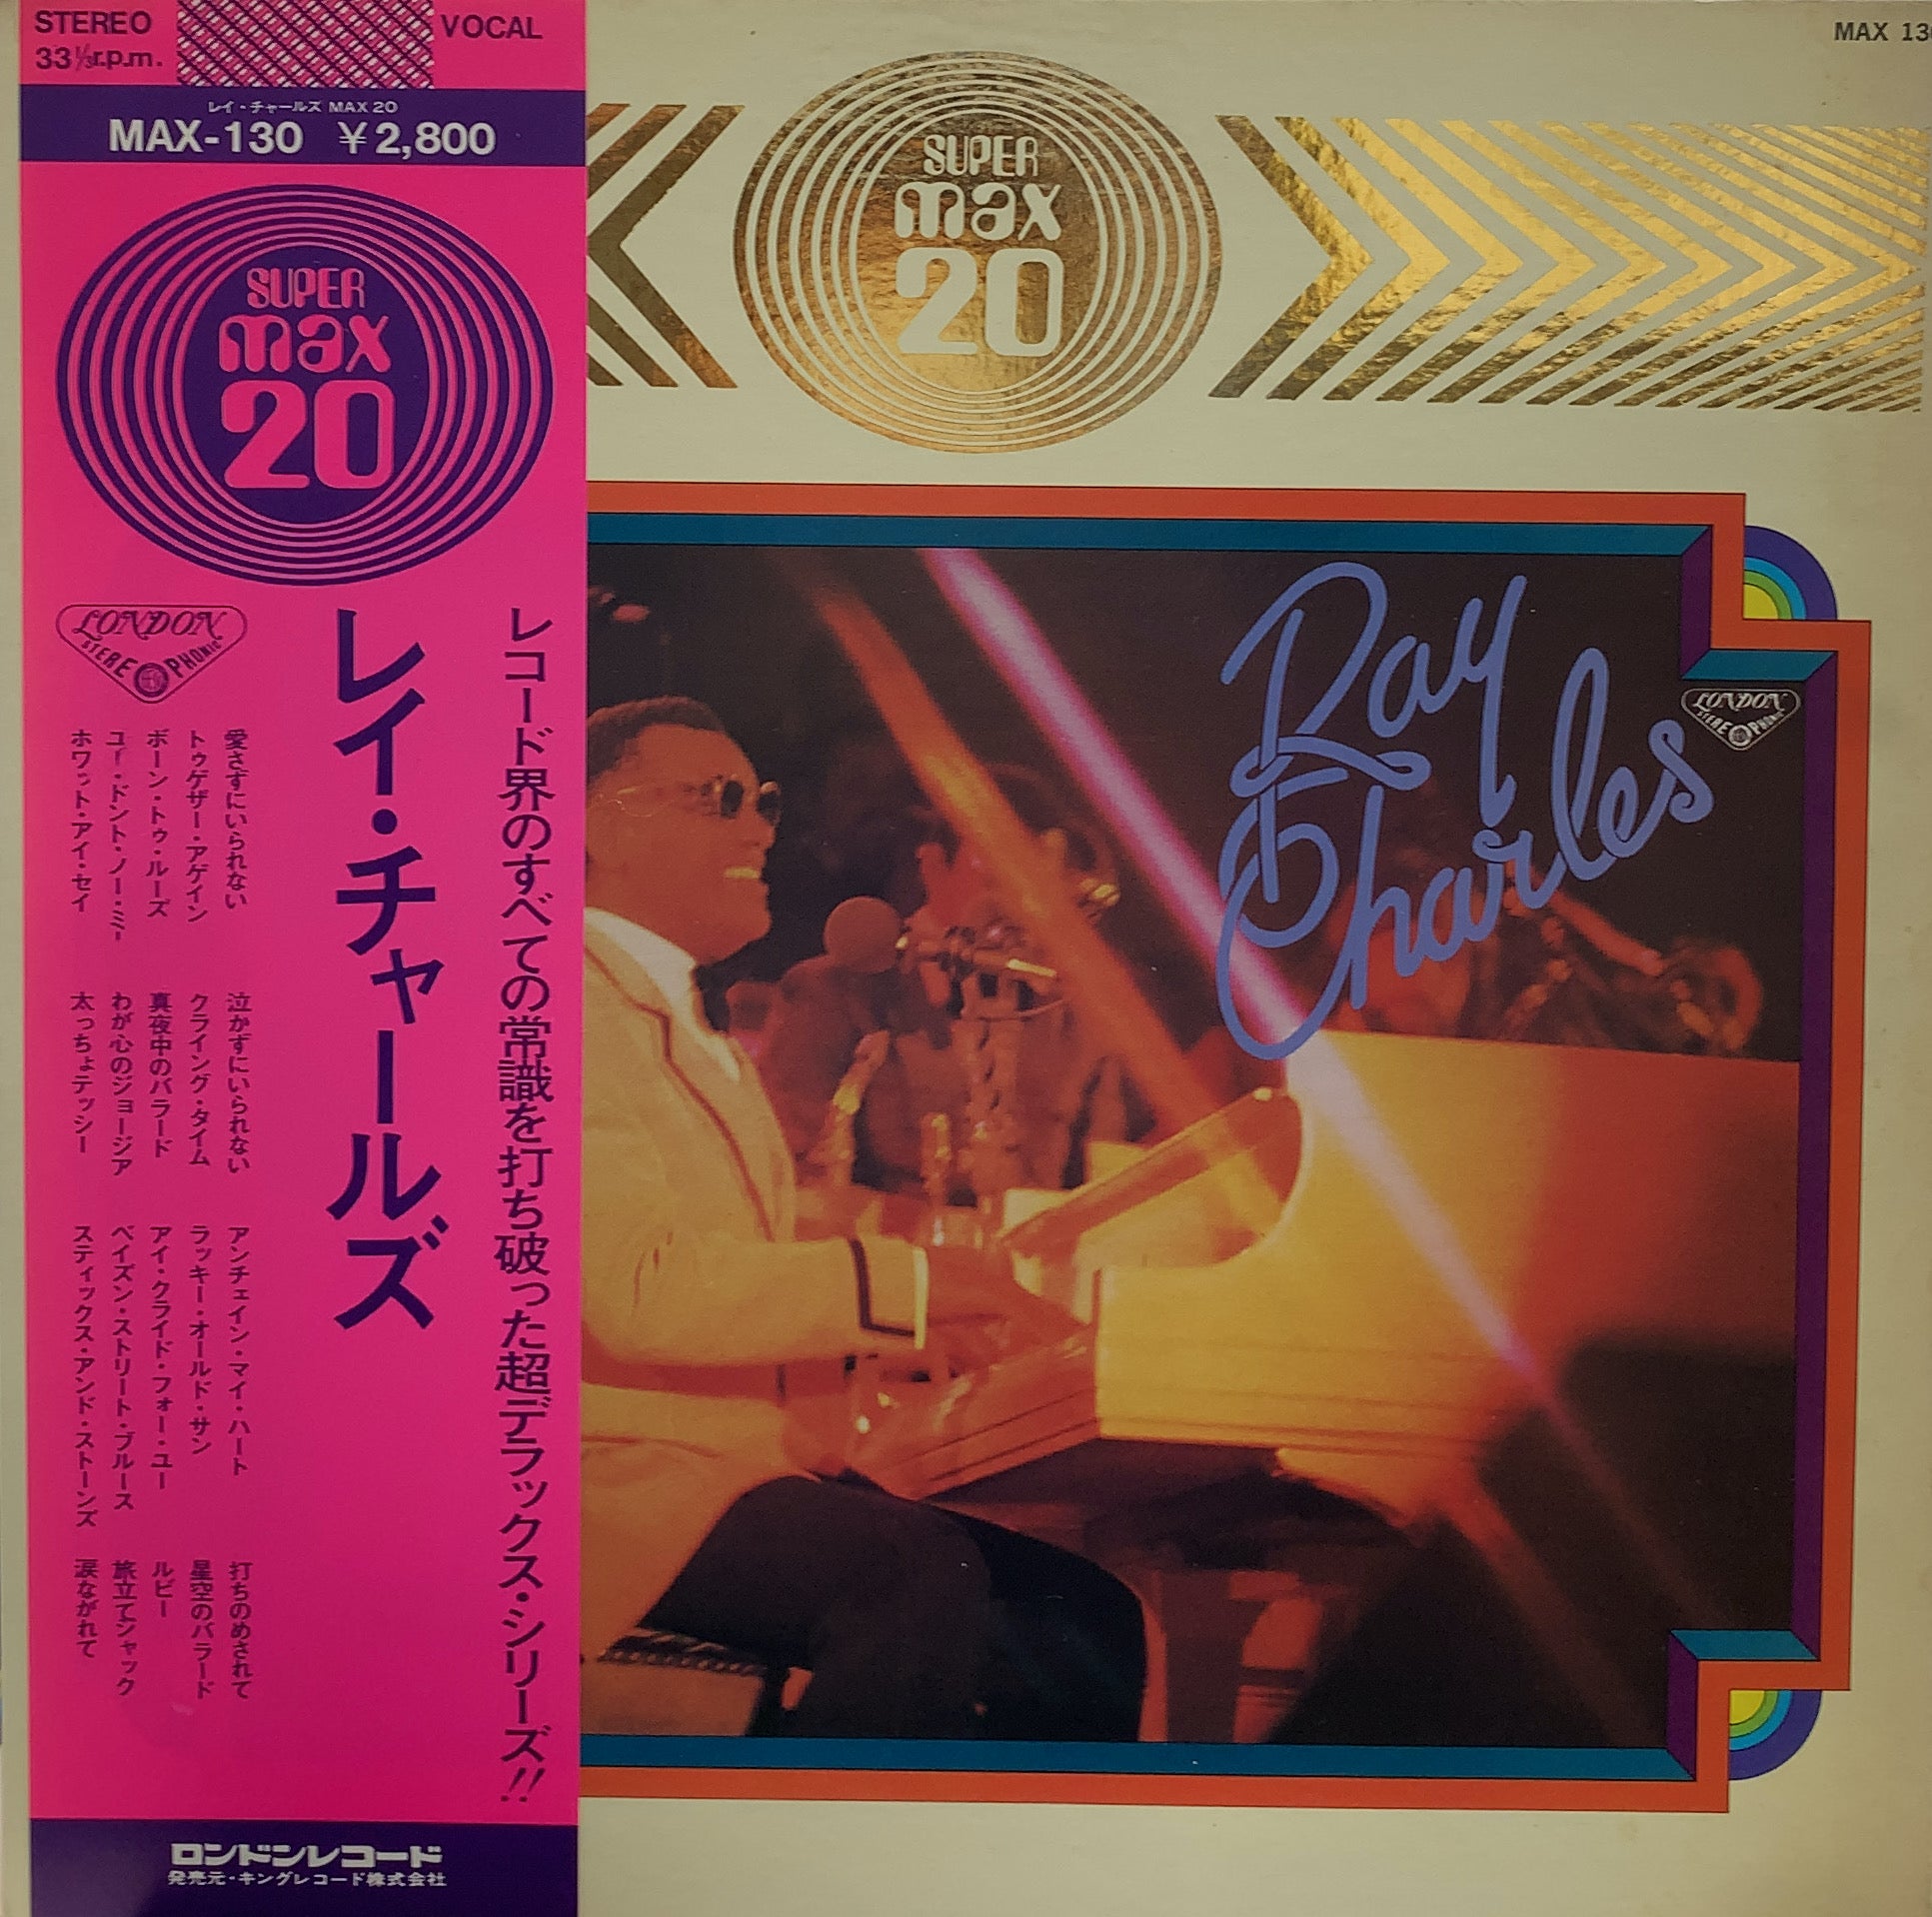 STEREO
33⅓r.p.m.
VOCAL
レイ・チャールズ MAX 20
MAX-130 ￥2,800
SUPER
max
20
レコード界のすべての常識を打ち破った超デラックス・シリーズ!!
レイ・チャールズ
LONDON
STEREOPHONIC
愛さずにいられない
トゥゲザー・アゲイン
ボーン・トゥ・ルーズ
ユー・ドント・ノー・ミー
ホワット・アイ・セイ
泣かずにいられない
クライング・タイム
真夜中のバラード
わが心のジョージア
太っちょテッシー
アンチェイン・マイ・ハート
ラッキー・オールド・サン
アイ・クライド・フォー・ユー
ベイズン・ストリート・ブルース
スティックス・アンド・ストーンズ
打ちのめされて
星空のバラード
ルビー
旅立てジャック
涙ながれて
ロンドンレコード
発売元・キングレコード株式会社
MAX 13
SUPER
max
20
Ray
Charles
LONDON
STEREOPHONIC